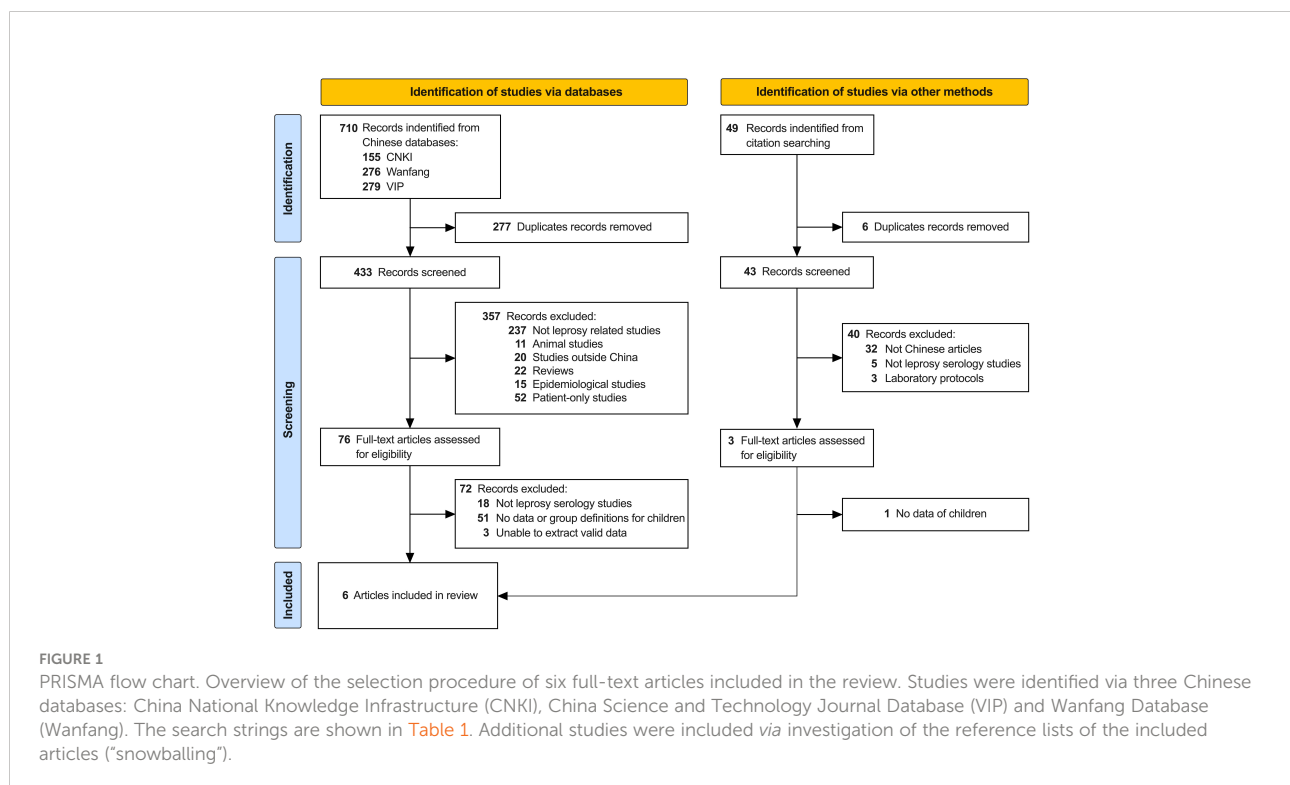 Identification of studies via databases
Identification of studies via other methods
Identification
710 Records indentified from
Chinese databases:
155 CNKI
276 Wanfang
279 VIP
49 Records indentified from
citation searching
277 Duplicates records removed
6 Duplicates records removed
Screening
433 Records screened
43 Records screened
357 Records excluded:
237 Not leprosy related studies
11 Animal studies
20 Studies outside China
22 Reviews
15 Epidemiological studies
52 Patient-only studies
40 Records excluded:
32 Not Chinese articles
5 Not leprosy serology studies
3 Laboratory protocols
76 Full-text articles assessed
for eligibility
3 Full-text articles assessed
for eligibility
72 Records excluded:
18 Not leprosy serology studies
51 No data or group definitions for children
3 Unable to extract valid data
1 No data of children
Included
6 Articles included in review
FIGURE 1
PRISMA flow chart. Overview of the selection procedure of six full-text articles included in the review. Studies were identified via three Chinese
databases: China National Knowledge Infrastructure (CNKI), China Science and Technology Journal Database (VIP) and Wanfang Database
(Wanfang). The search strings are shown in Table 1. Additional studies were included via investigation of the reference lists of the included
articles (“snowballing”).